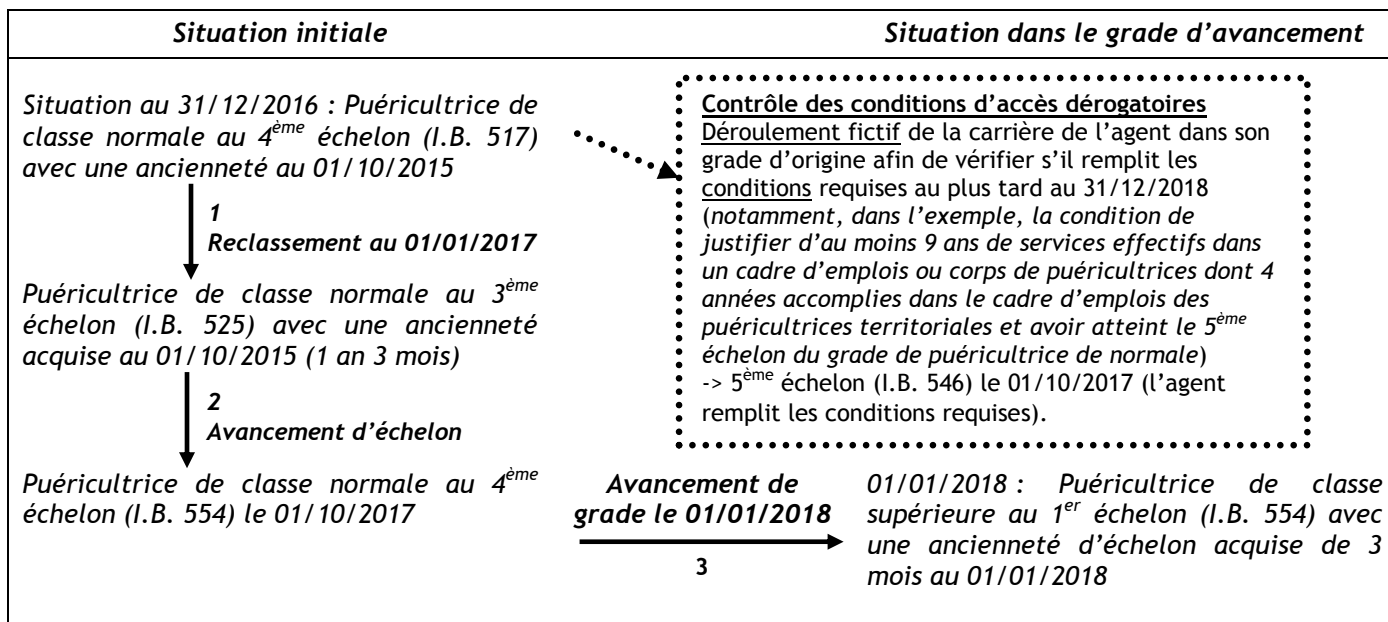 Situation initiale
Situation dans le grade d’avancement
Situation au 31/12/2016 : Puéricultrice de
classe normale au 4ème échelon (I.B. 517)
avec une ancienneté au 01/10/2015
1
Reclassement au 01/01/2017
Puéricultrice de classe normale au 3ème
échelon (I.B. 525) avec une ancienneté
acquise au 01/10/2015 (1 an 3 mois)
2
Avancement d’échelon
Puéricultrice de classe normale au 4ème
échelon (I.B. 554) le 01/10/2017
Contrôle des conditions d’accès dérogatoires
Déroulement fictif de la carrière de l’agent dans son
grade d’origine afin de vérifier s’il remplit les
conditions requises au plus tard au 31/12/2018
(notamment, dans l’exemple, la condition de
justifier d’au moins 9 ans de services effectifs dans
un cadre d’emplois ou corps de puéricultrices dont 4
années accomplies dans le cadre d’emplois des
puéricultrices territoriales et avoir atteint le 5ème
échelon du grade de puéricultrice de normale)
-> 5ème échelon (I.B. 546) le 01/10/2017 (l’agent
remplit les conditions requises).
Avancement de
grade le 01/01/2018
3
01/01/2018 : Puéricultrice de classe
supérieure au 1er échelon (I.B. 554) avec
une ancienneté d’échelon acquise de 3
mois au 01/01/2018